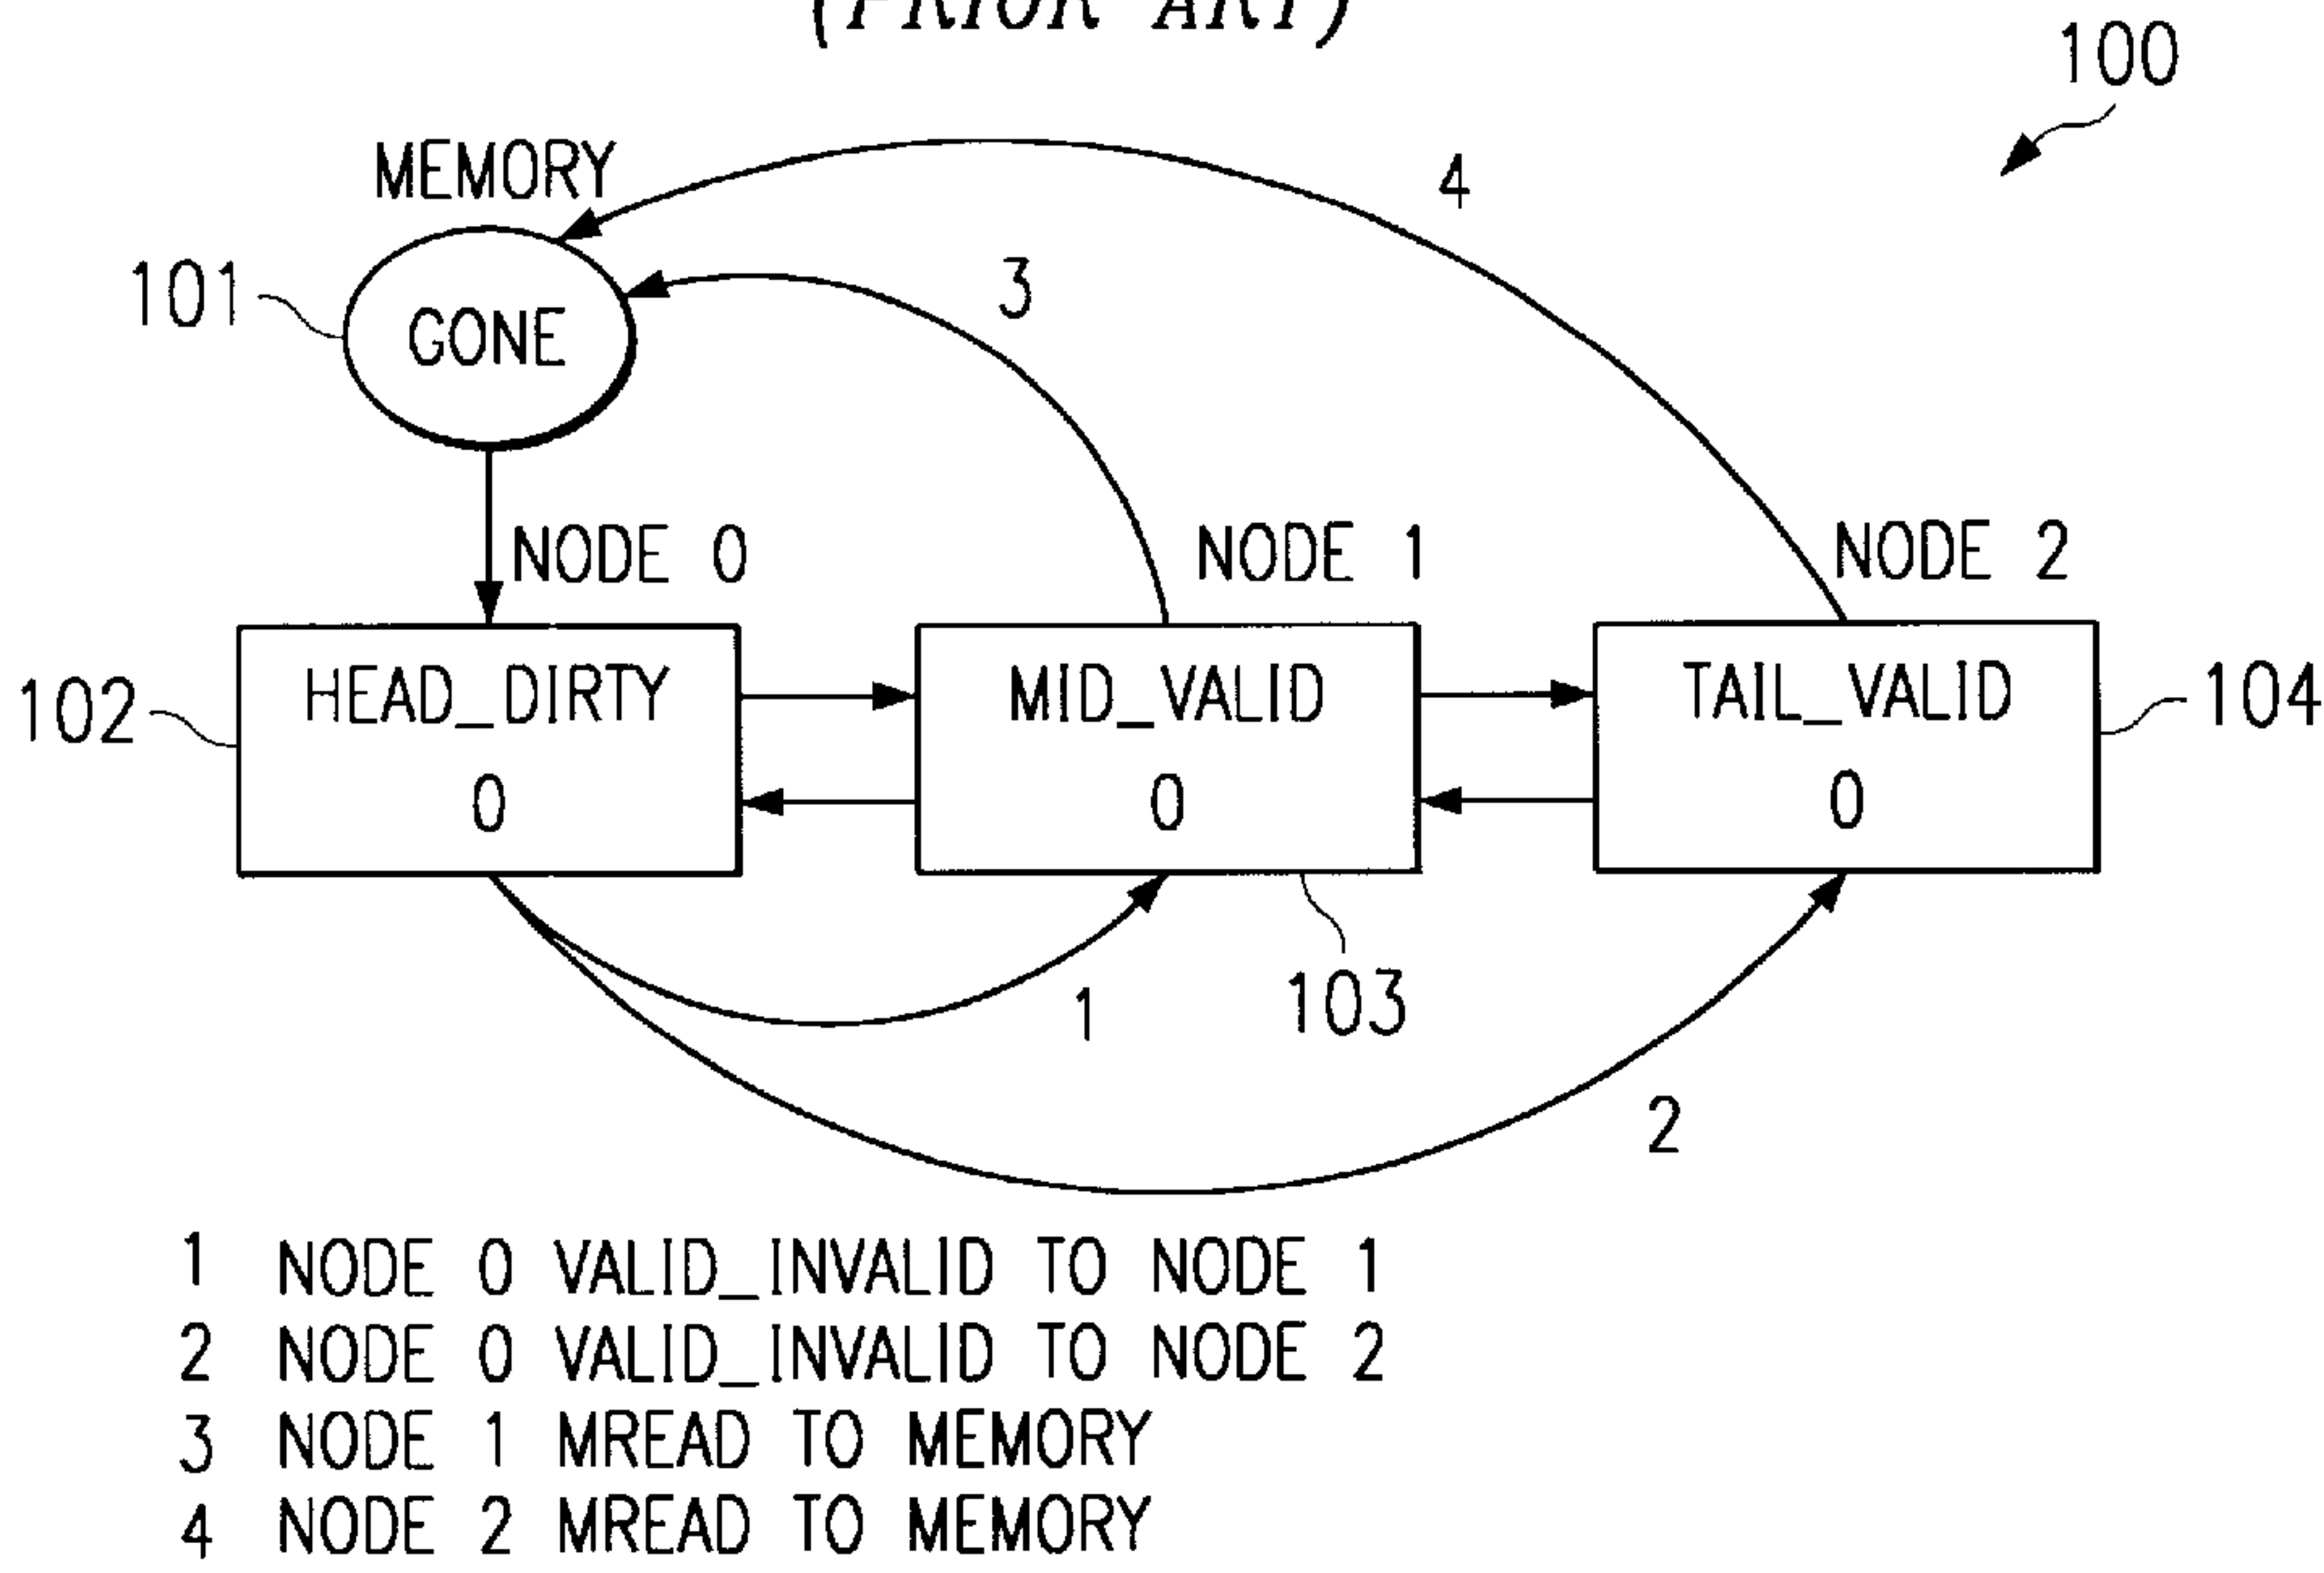 (PRIOR ART)
100
MEMORY
4
101
GONE
3
NODE 0
NODE 1
NODE 2
102
HEAD_DIRTY
0
MID_VALID
0
TAIL_VALID
0
104
1
103
2
1 NODE 0 VALID_INVALID TO NODE 1
2 NODE 0 VALID_INVALID TO NODE 2
3 NODE 1 MREAD TO MEMORY
4 NODE 2 MREAD TO MEMORY